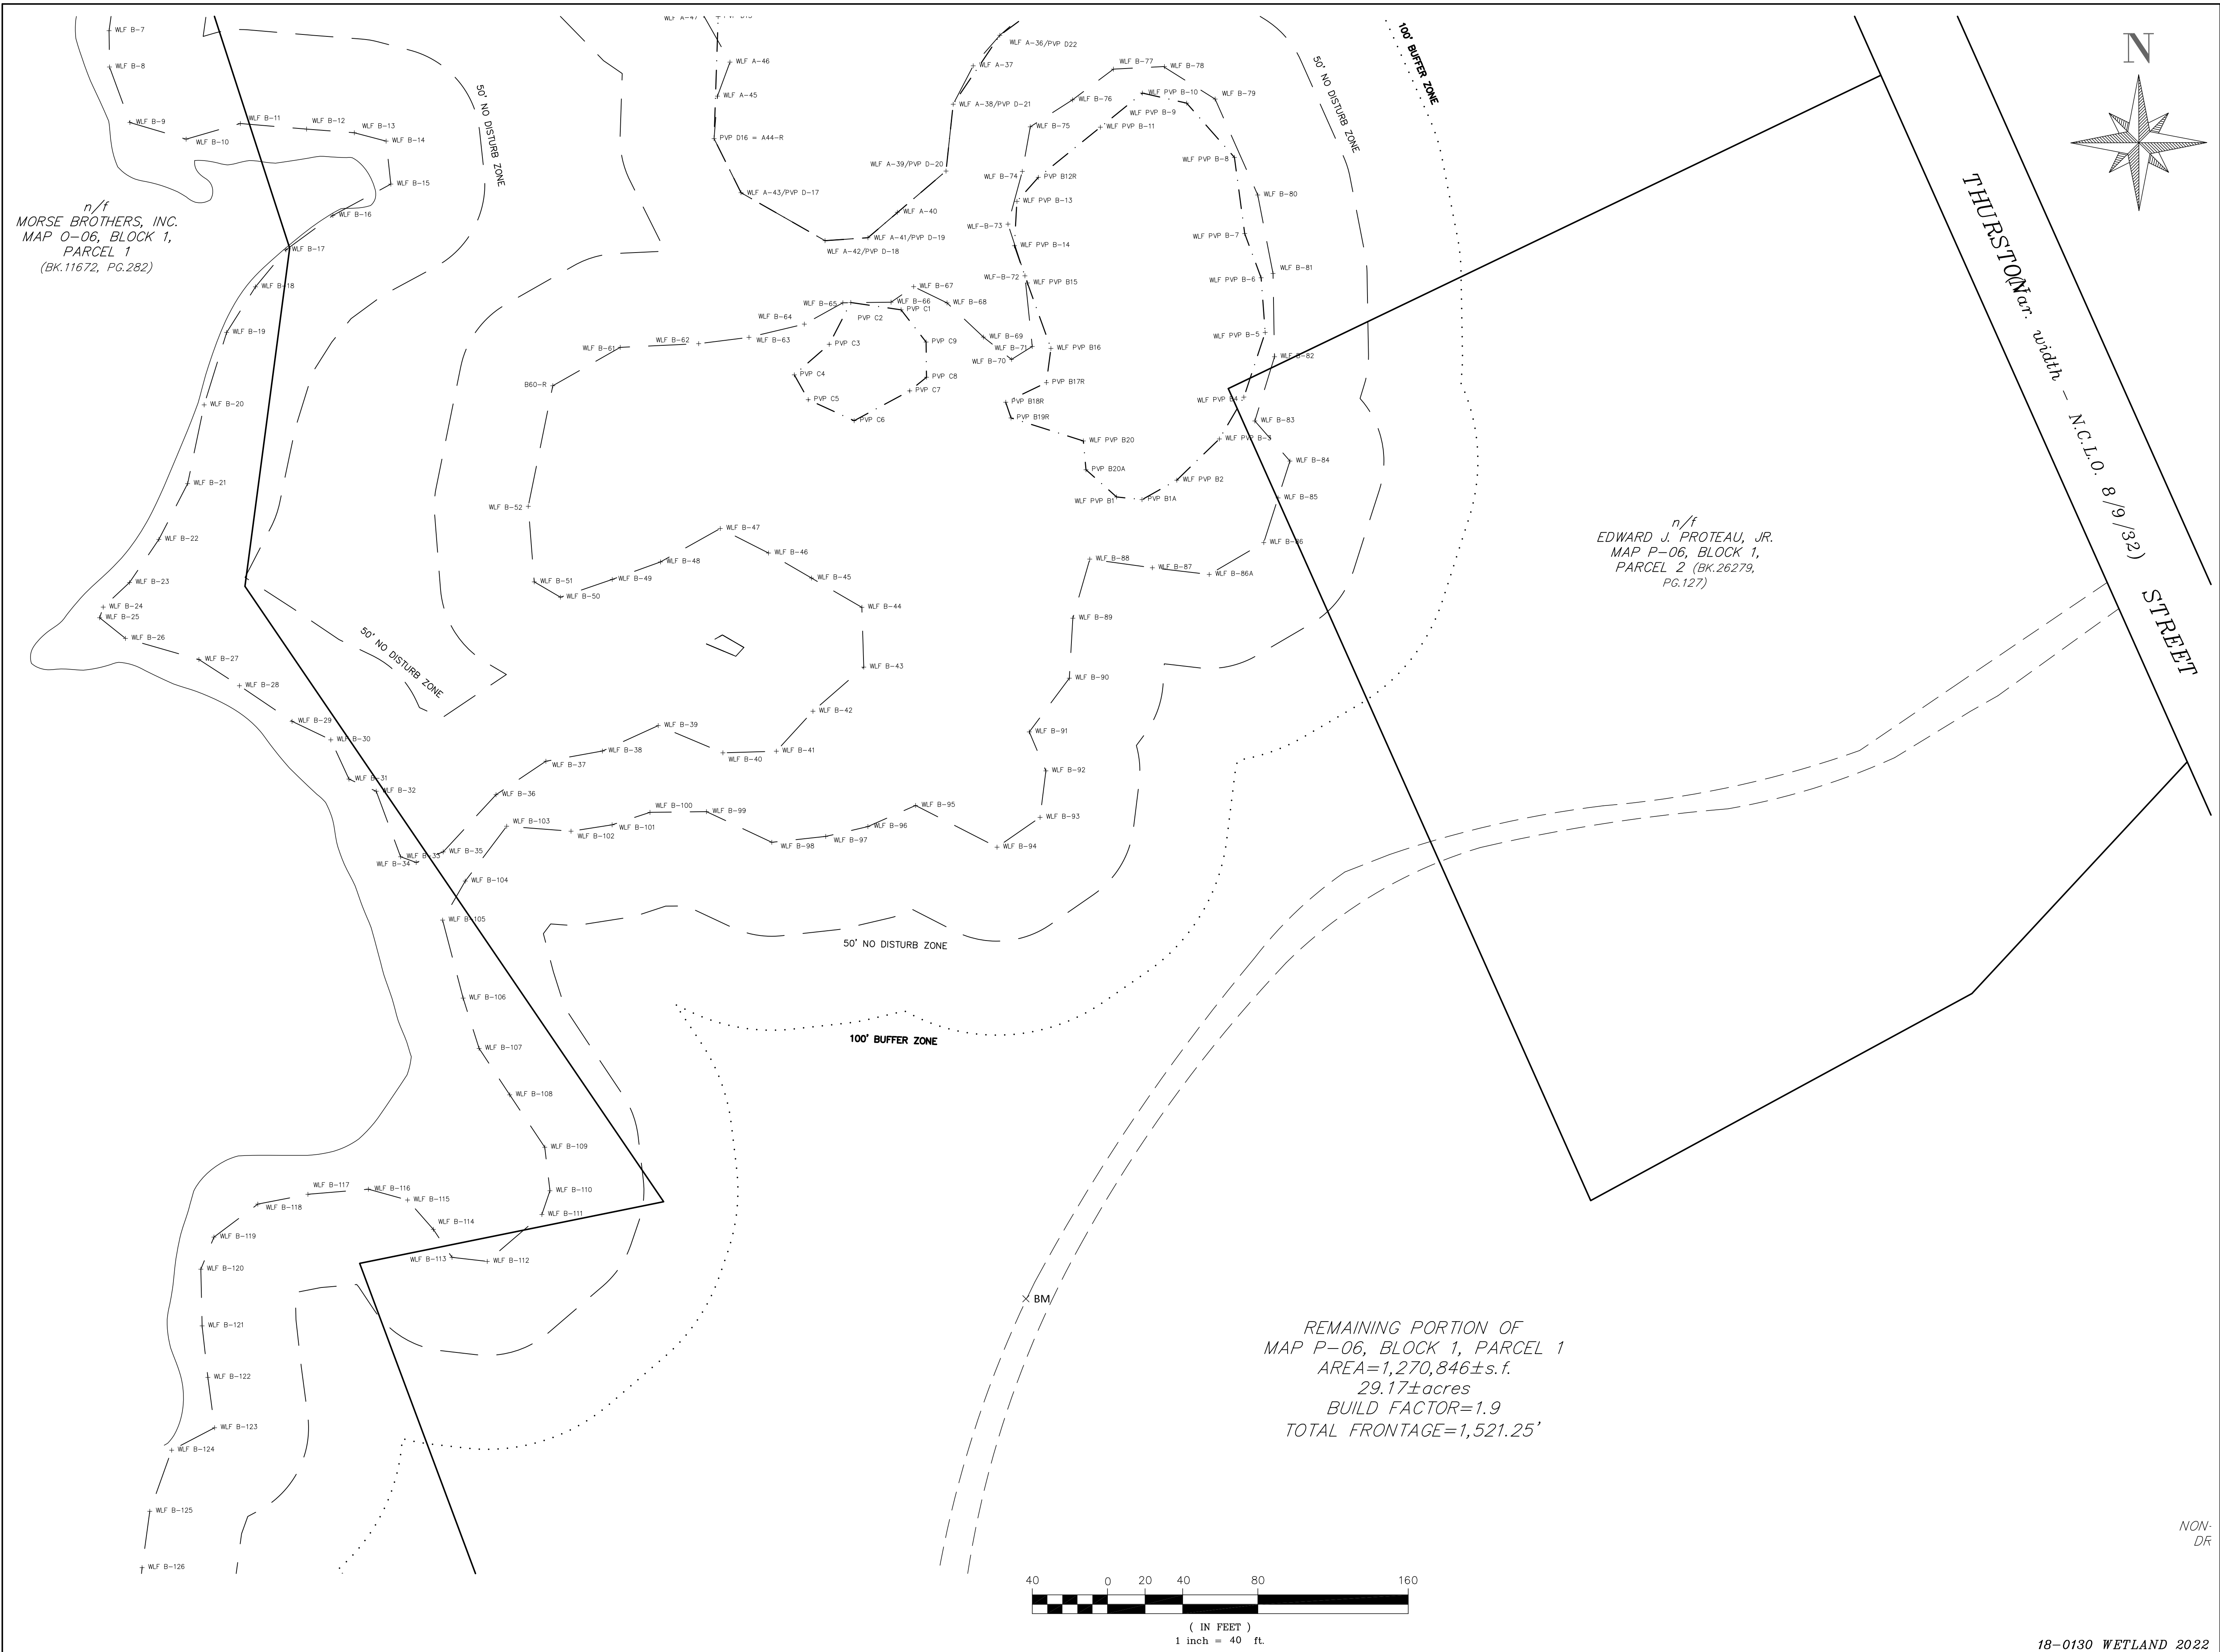 WLF B-7
WLF B-8
WLF B-9
WLF B-10
WLF B-11
WLF B-12
WLF B-13
WLF B-14
WLF B-15
WLF B-16
WLF B-17
WLF B-18
WLF B-19
WLF B-20
WLF B-21
WLF B-22
WLF B-23
WLF B-24
WLF B-25
WLF B-26
WLF B-27
WLF B-28
WLF B-29
WLF B-30
WLF B-31
WLF B-32
WLF B-33
WLF B-34
WLF B-35
WLF B-36
WLF B-37
WLF B-38
WLF B-39
WLF B-40
WLF B-41
WLF B-42
WLF B-43
WLF B-44
WLF B-45
WLF B-46
WLF B-47
WLF B-48
WLF B-49
WLF B-50
WLF B-51
WLF B-52
B60-R
WLF B-61
WLF B-62
WLF B-63
WLF B-64
WLF B-65
WLF B-66
WLF B-67
WLF B-68
WLF B-69
WLF B-70
WLF B-71
WLF-B-72
WLF-B-73
WLF B-74
WLF B-75
WLF B-76
WLF B-77
WLF B-78
WLF B-79
WLF B-80
WLF B-81
WLF B-82
WLF B-83
WLF B-84
WLF B-85
WLF B-86
WLF B-86A
WLF B-87
WLF B-88
WLF B-89
WLF B-90
WLF B-91
WLF B-92
WLF B-93
WLF B-94
WLF B-95
WLF B-96
WLF B-97
WLF B-98
WLF B-99
WLF B-100
WLF B-101
WLF B-102
WLF B-103
WLF B-104
WLF B-105
WLF B-106
WLF B-107
WLF B-108
WLF B-109
WLF B-110
WLF B-111
WLF B-112
WLF B-113
WLF B-114
WLF B-115
WLF B-116
WLF B-117
WLF B-118
WLF B-119
WLF B-120
WLF B-121
WLF B-122
WLF B-123
WLF B-124
WLF B-125
WLF B-126
WLF A-47
WLF A-46
WLF A-45
PVP D16 = A44-R
WLF A-43/PVP D-17
WLF A-42/PVP D-18
WLF A-41/PVP D-19
WLF A-40
WLF A-39/PVP D-20
WLF A-38/PVP D-21
WLF A-37
WLF A-36/PVP D22
PVP C1
PVP C2
PVP C3
PVP C4
PVP C5
PVP C6
PVP C7
PVP C8
PVP C9
WLF PVP B1
PVP B1A
WLF PVP B2
WLF PVP B-3
WLF PVP B4
WLF PVP B-5
WLF PVP B-6
WLF PVP B-7
WLF PVP B-8
WLF PVP B-9
WLF PVP B-10
WLF PVP B-11
PVP B12R
WLF PVP B-13
WLF PVP B-14
WLF PVP B15
WLF PVP B16
PVP B17R
PVP B18R
PVP B19R
WLF PVP B20
PVP B20A
50' NO DISTURB ZONE
50' NO DISTURB ZONE
50' NO DISTURB ZONE
50' NO DISTURB ZONE
100' BUFFER ZONE
100' BUFFER ZONE
n/f
MORSE BROTHERS, INC.
MAP O-06, BLOCK 1,
PARCEL 1
(BK.11672, PG.282)
n/f
EDWARD J. PROTEAU, JR.
MAP P-06, BLOCK 1,
PARCEL 2 (BK.26279,
PG.127)
N
THURSTON
(Var. width - N.C.L.O. 8/9/32)
STREET
BM
REMAINING PORTION OF
MAP P-06, BLOCK 1, PARCEL 1
AREA=1,270,846±s.f.
29.17±acres
BUILD FACTOR=1.9
TOTAL FRONTAGE=1,521.25'
NON-
DR
40 0 20 40 80 160
( IN FEET )
1 inch = 40 ft.
18-0130 WETLAND 2022